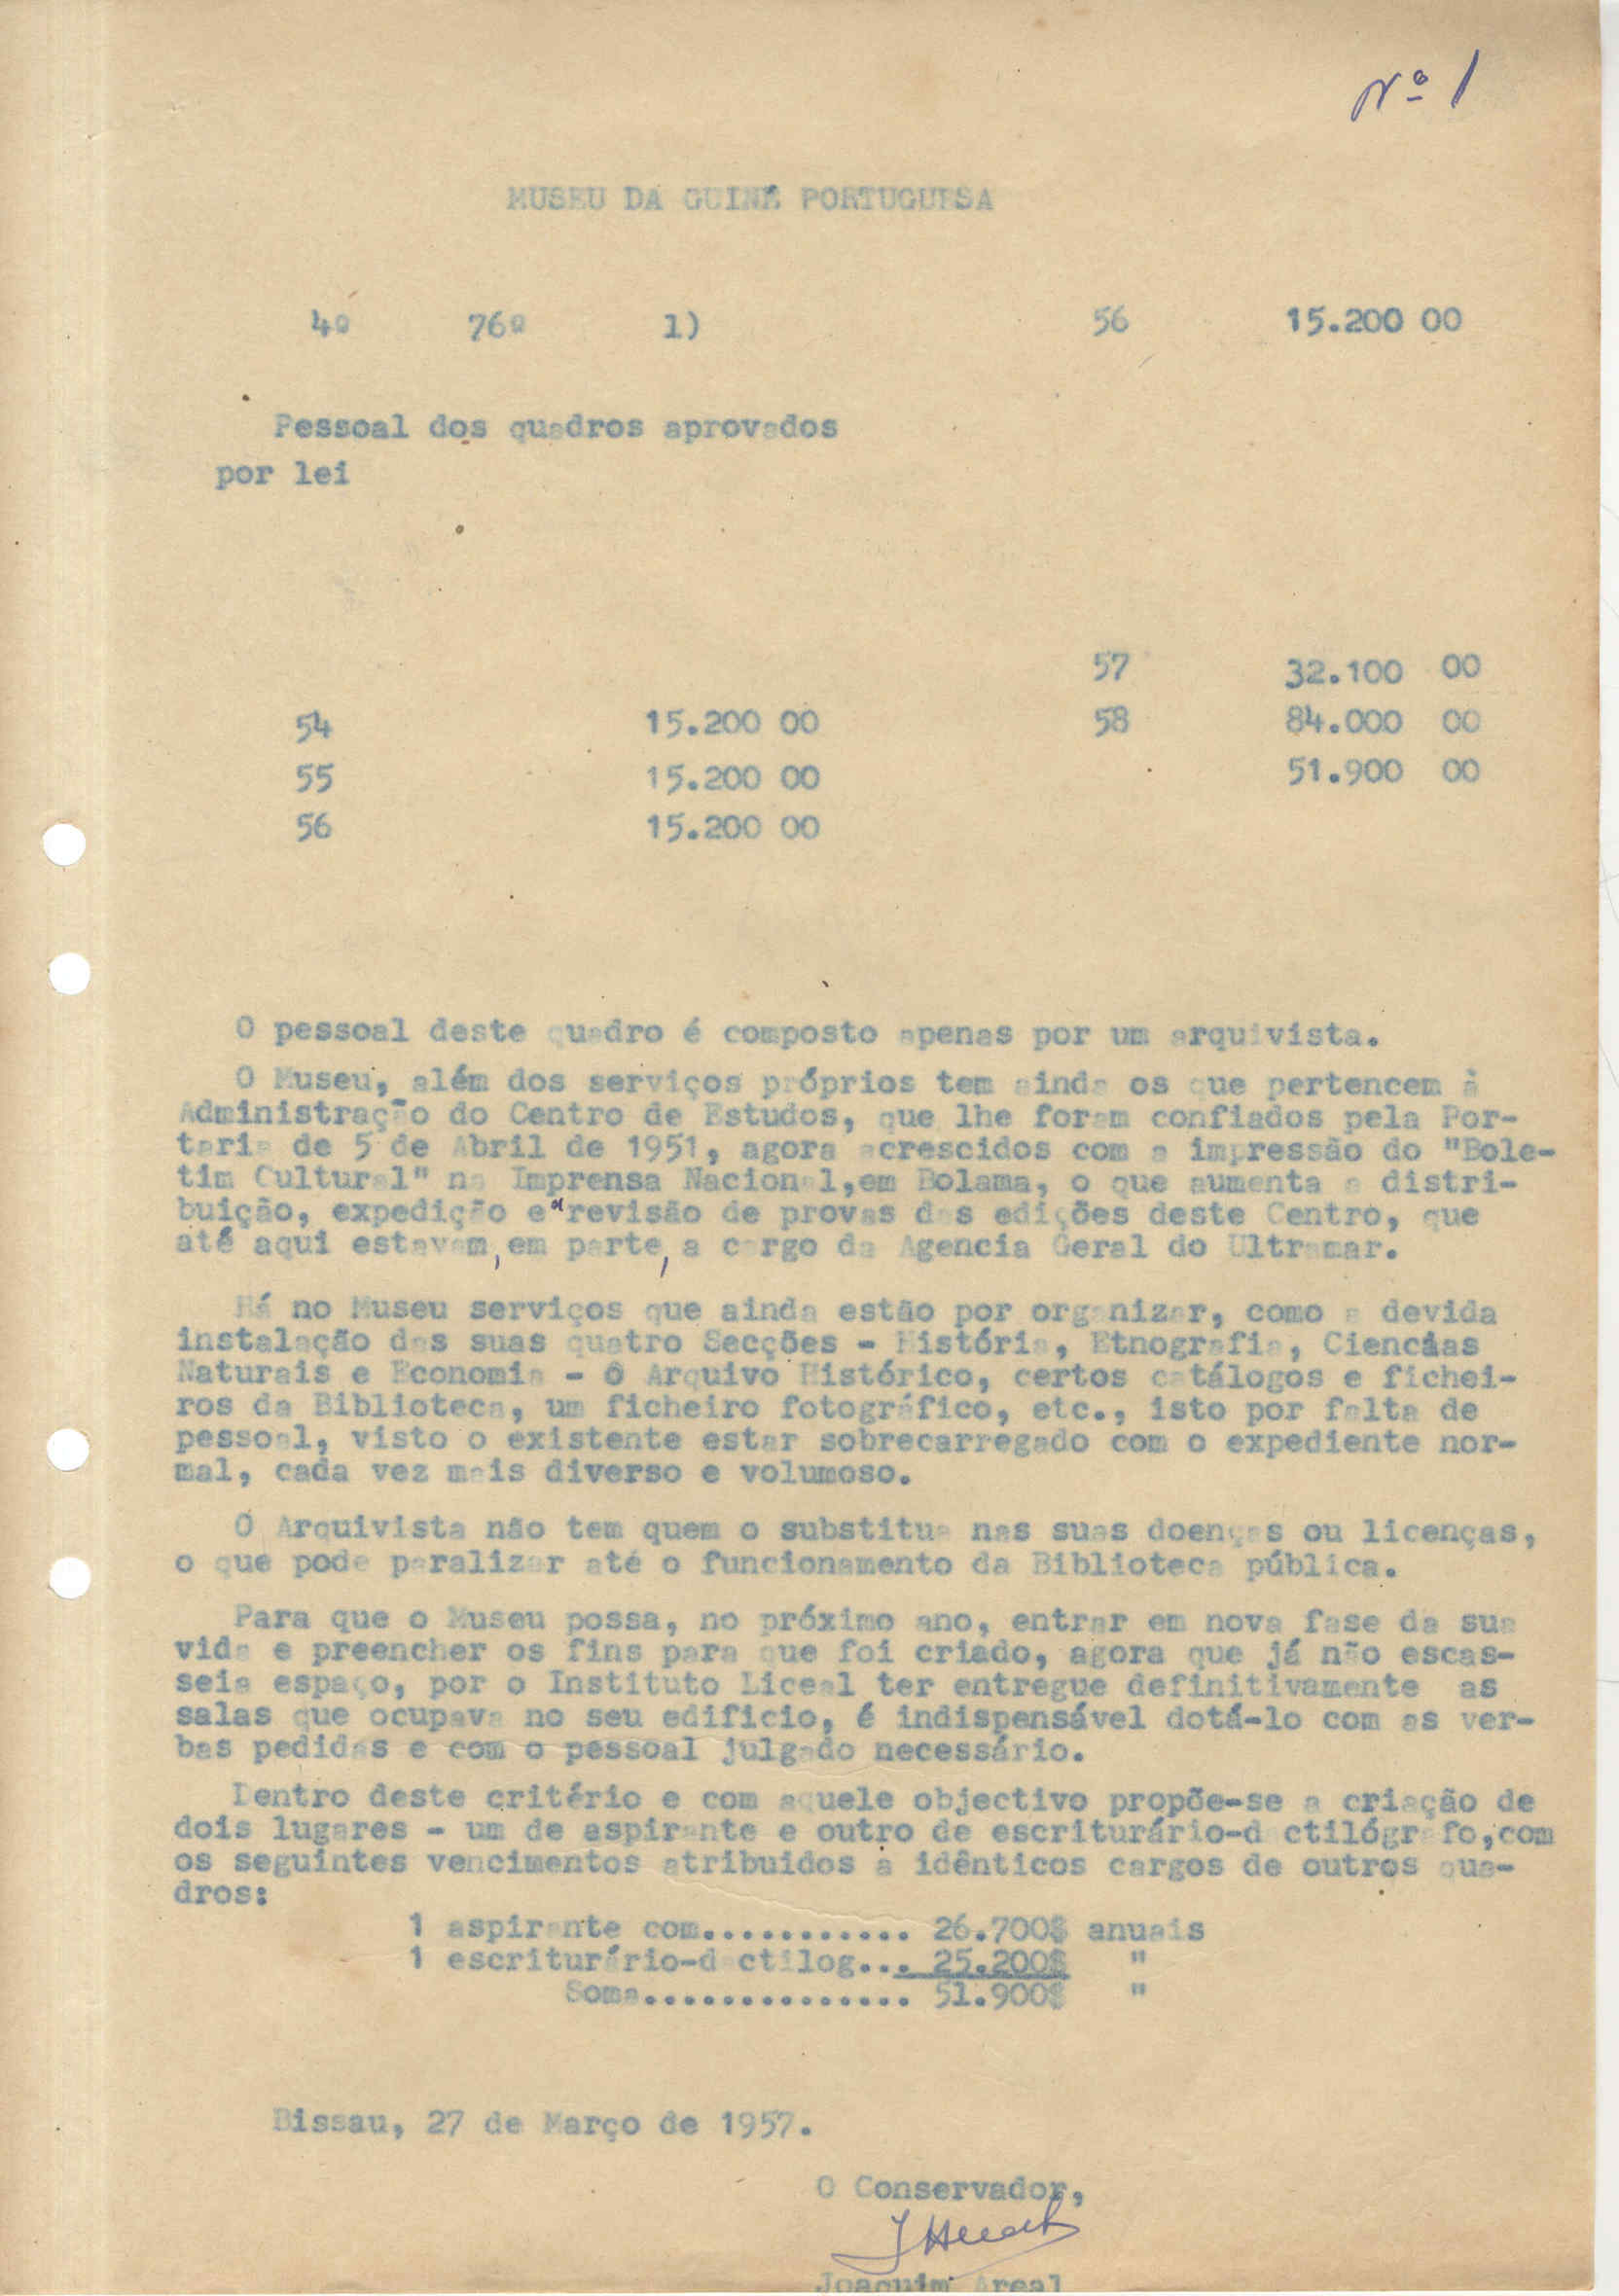 Nº 1
MUSEU DA GUINÉ PORTUGUESA
4º 76º 1) 56 15.200 00
Pessoal dos quadros aprovados
por lei
57 32.100 00
54 15.200 00 58 84.000 00
55 15.200 00 51.900 00
56 15.200 00
O pessoal deste quadro é composto apenas por um arquivista.
O Museu, além dos serviços próprios tem ainda os que pertencem à
Administração do Centro de Estudos, que lhe foram confiados pela Por-
taria de 5 de Abril de 1951, agora acrescidos com a impressão do "Bole-
tim Cultural" na Imprensa Nacional,em Bolama, o que aumenta a distri-
buição, expedição e a revisão de provas das edições deste Centro, que
até aqui estavam, em parte, a cargo da Agencia Geral do Ultramar.
Há no Museu serviços que ainda estão por organizar, como a devida
instalação das suas quatro Secções - História, Etnografia, Ciencias
Naturais e Economia - O Arquivo Histórico, certos catálogos e fichei-
ros da Biblioteca, um ficheiro fotográfico, etc., isto por falta de
pessoal, visto o existente estar sobrecarregado com o expediente nor-
mal, cada vez mais diverso e volumoso.
O Arquivista não tem quem o substitua nas suas doenças ou licenças,
o que pode paralizar até o funcionamento da Biblioteca pública.
Para que o Museu possa, no próximo ano, entrar em nova fase da sua
vida e preencher os fins para que foi criado, agora que já não escas-
seia espaço, por o Instituto Liceal ter entregue definitivamente as
salas que ocupava no seu edificio, é indispensável dotá-lo com as ver-
bas pedidas e com o pessoal julgado necessário.
Dentro deste critério e com aquele objectivo propõe-se a criação de
dois lugares - um de aspirante e outro de escriturário-dactilógrafo,com
os seguintes vencimentos atribuidos a idênticos cargos de outros qua-
dros:
1 aspirante com........... 26.700$ anuais
1 escriturário-dactilog... 25.200$ "
Soma.............. 51.900$ "
Bissau, 27 de Março de 1957.
O Conservador,
Joaquim Areal